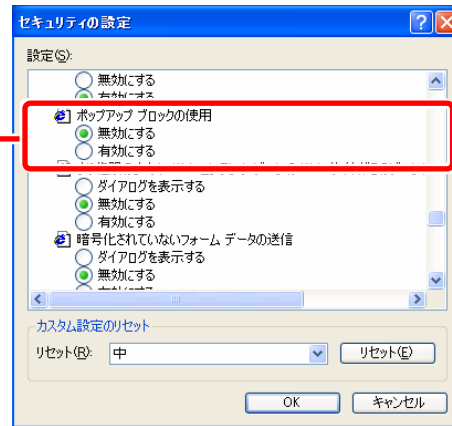 セキュリティの設定
設定(S):
無効にする
有効にする
ポップアップ ブロックの使用
無効にする
有効にする
ダイアログを表示する
無効にする
有効にする
暗号化されていないフォーム データの送信
ダイアログを表示する
無効にする
カスタム設定のリセット
リセット(R):
中
リセット(E)
OK
キャンセル